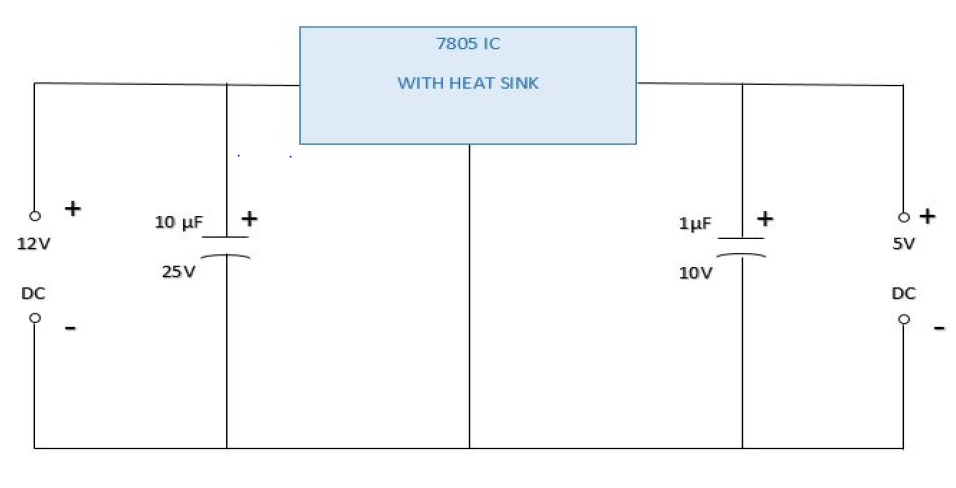 7805 IC
WITH HEAT SINK
+
12V
DC
-
10 µF
+
25V
1µF
+
10V
+
5V
DC
-